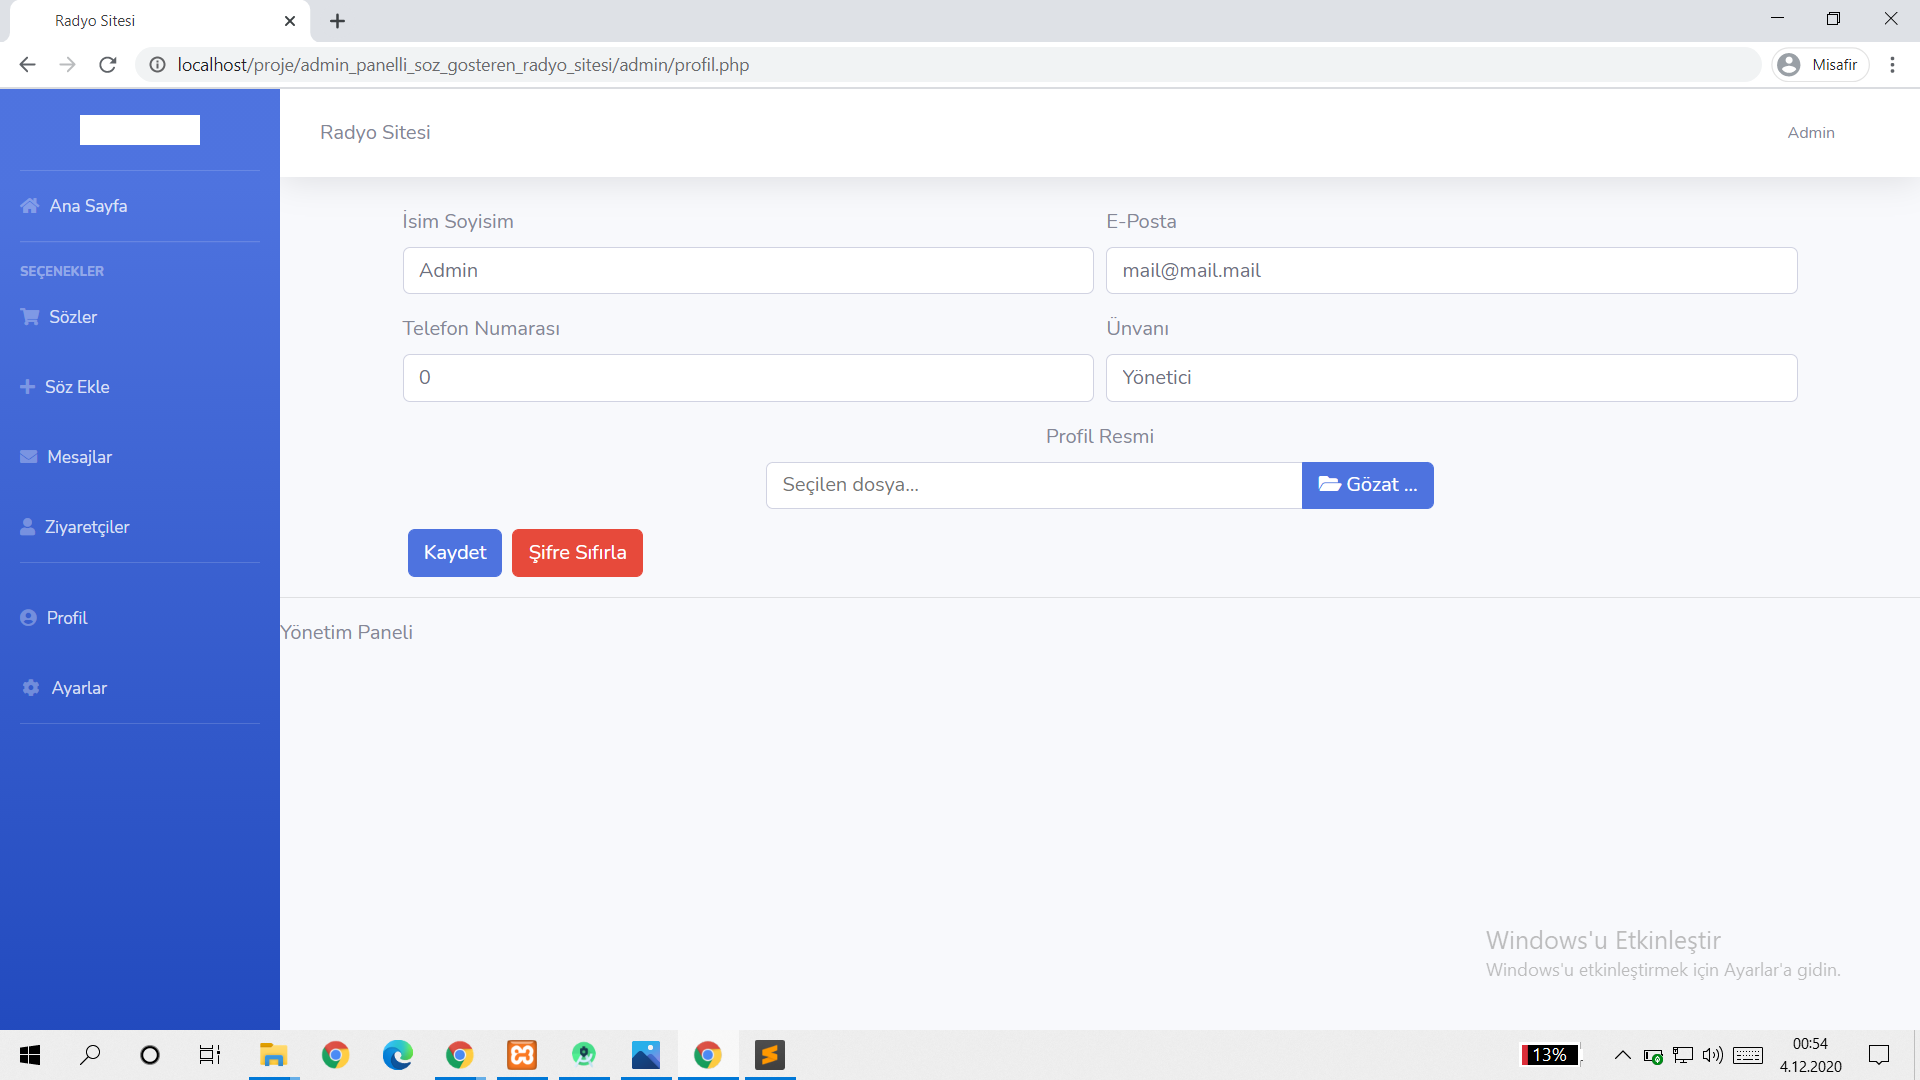 Radyo Sitesi
localhost/proje/admin_panelli_soz_gosteren_radyo_sitesi/admin/profil.php
Misafir
Radyo Sitesi
Admin
Ana Sayfa
SEÇENEKLER
Sözler
Söz Ekle
Mesajlar
Ziyaretçiler
Profil
Ayarlar
İsim Soyisim
E-Posta
Admin
mail@mail.mail
Telefon Numarası
Ünvanı
0
Yönetici
Profil Resmi
Seçilen dosya...
Gözat ...
Kaydet
Şifre Sıfırla
Yönetim Paneli
Windows'u Etkinleştir
Windows'u etkinleştirmek için Ayarlar'a gidin.
13%
00:54
4.12.2020